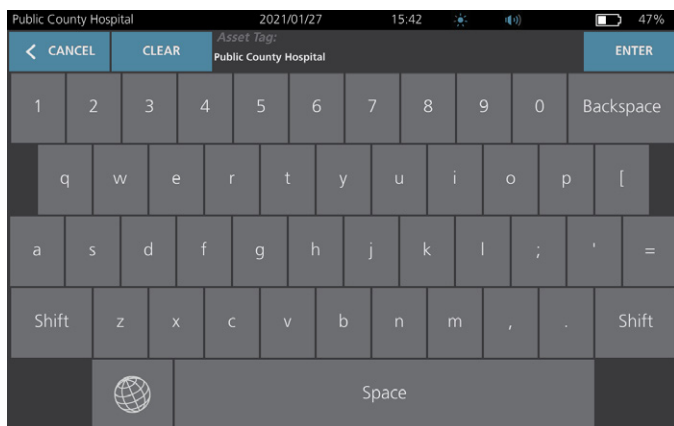 Public County Hospital 2021/01/27 15:42 47%
CANCEL CLEAR Asset Tag: ENTER
Public County Hospital
1 2 3 4 5 6 7 8 9 0 Backspace
q w e r t y u i o p [
a s d f g h j k l ; ' =
Shift z x c v b n m , . Shift
Space